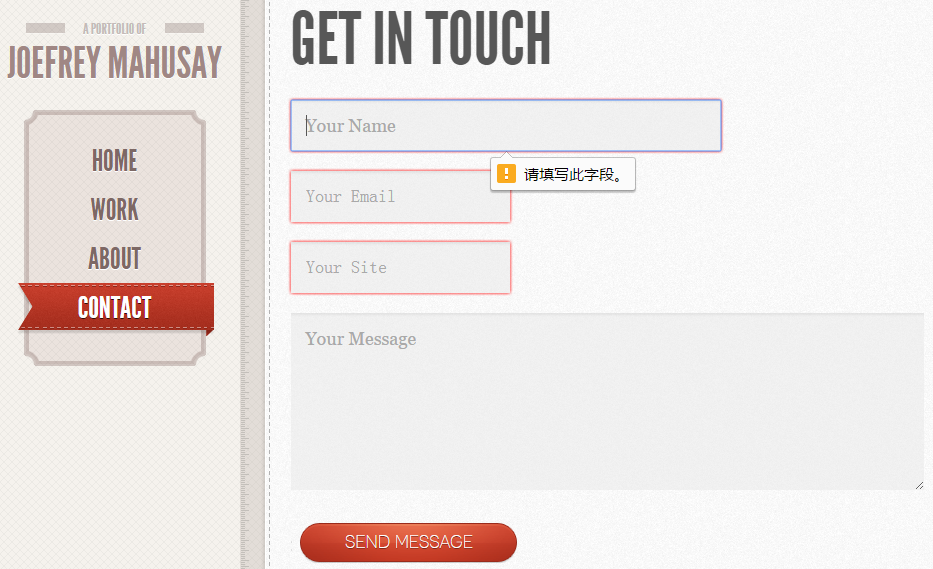 A PORTFOLIO OF
JOEFREY MAHUSAY
HOME
WORK
ABOUT
CONTACT
GET IN TOUCH
Your Name
请填写此字段。
Your Email
Your Site
Your Message
SEND MESSAGE